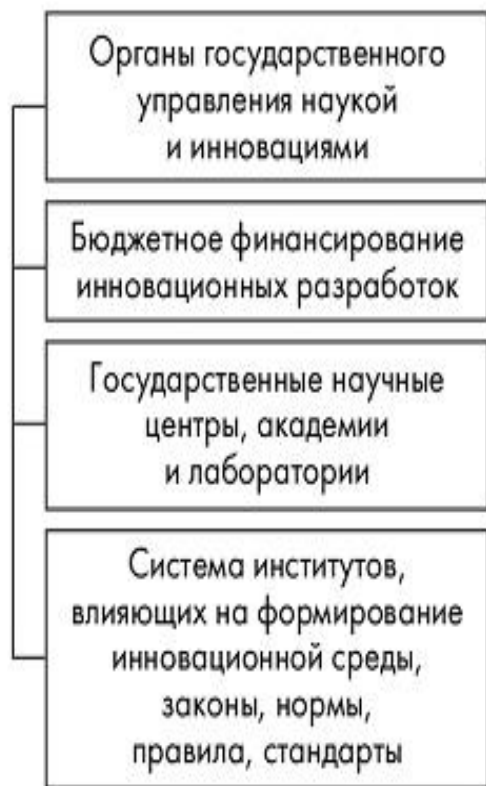 Органы государственного
управления наукой
и инновациями
Бюджетное финансирование
инновационных разработок
Государственные научные
центры, академии
и лаборатории
Система институтов,
влияющих на формирование
инновационной среды,
законы, нормы,
правила, стандарты